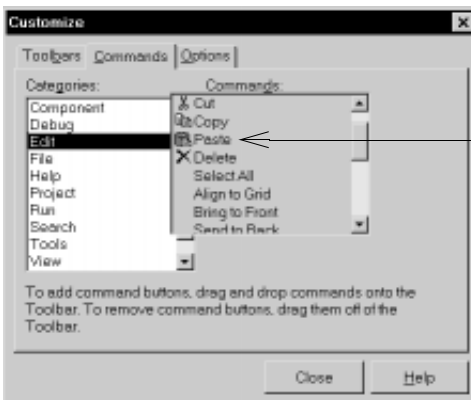 Customize
Toolbars Commands Options
Categories: Commands:
Component
Debug
Edit
File
Help
Project
Run
Search
Tools
View
Cut
Copy
Paste
Delete
Select All
Align to Grid
Bring to Front
Send to Back
To add command buttons, drag and drop commands onto the
Toolbar. To remove command buttons, drag them off of the
Toolbar.
Close Help